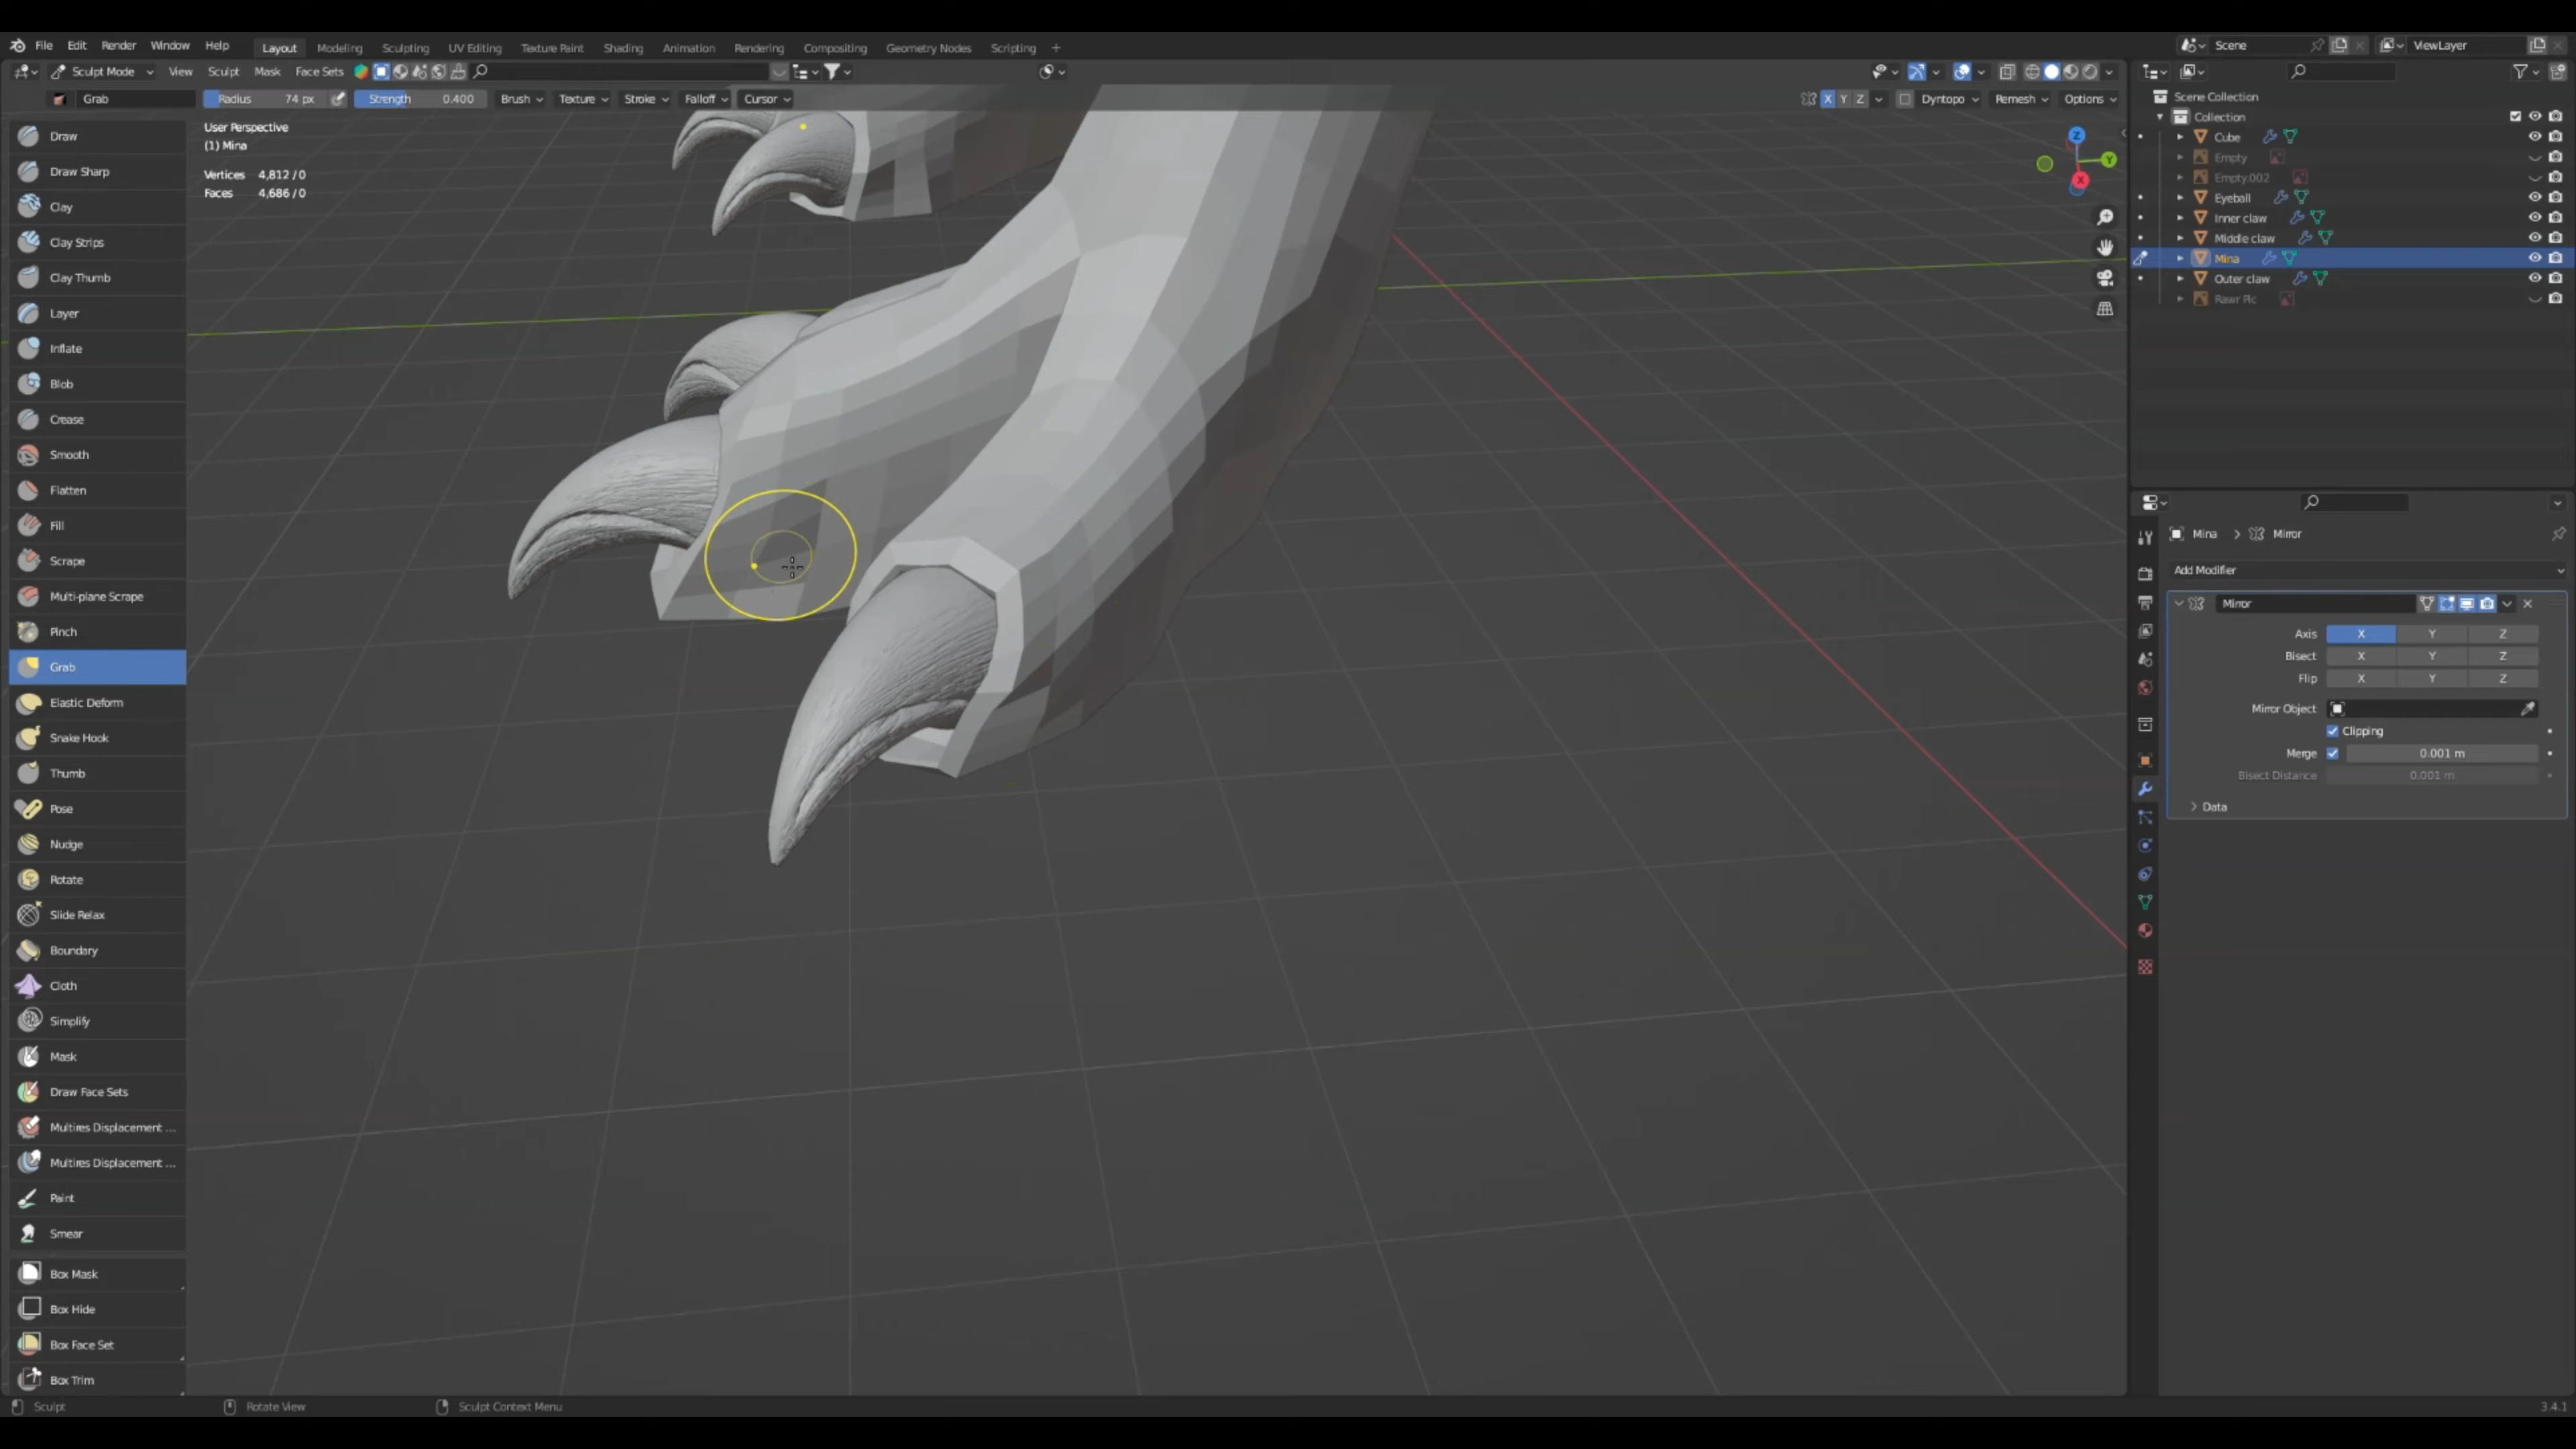 File Edit Render Window Help Layout Modeling Sculpting UV Editing Texture Paint Shading Animation Rendering Compositing Geometry Nodes Scripting + Scene ViewLayer
Sculpt Mode View Sculpt Mask Face Sets
Grab Radius 74 px Strength 0.400 Brush Texture Stroke Falloff Cursor X Y Z Dyntopo Remesh Options
User Perspective
(1) Mina
Vertices 4,812 / 0
Faces 4,686 / 0
Draw
Draw Sharp
Clay
Clay Strips
Clay Thumb
Layer
Inflate
Blob
Crease
Smooth
Flatten
Fill
Scrape
Multi-plane Scrape
Pinch
Grab
Elastic Deform
Snake Hook
Thumb
Pose
Nudge
Rotate
Slide Relax
Boundary
Cloth
Simplify
Mask
Draw Face Sets
Multires Displacement ...
Multires Displacement ...
Paint
Smear
Box Mask
Box Hide
Box Face Set
Box Trim
Z
Y
X
Scene Collection
Collection
Cube
Empty
Empty.002
Eyeball
Inner claw
Middle claw
Mina
Outer claw
Rawr Pic
Mina > Mirror
Add Modifier
Mirror
Axis X Y Z
Bisect X Y Z
Flip X Y Z
Mirror Object
Clipping
Merge 0.001 m
Bisect Distance 0.001 m
Data
Sculpt Rotate View Sculpt Context Menu 3.4.1